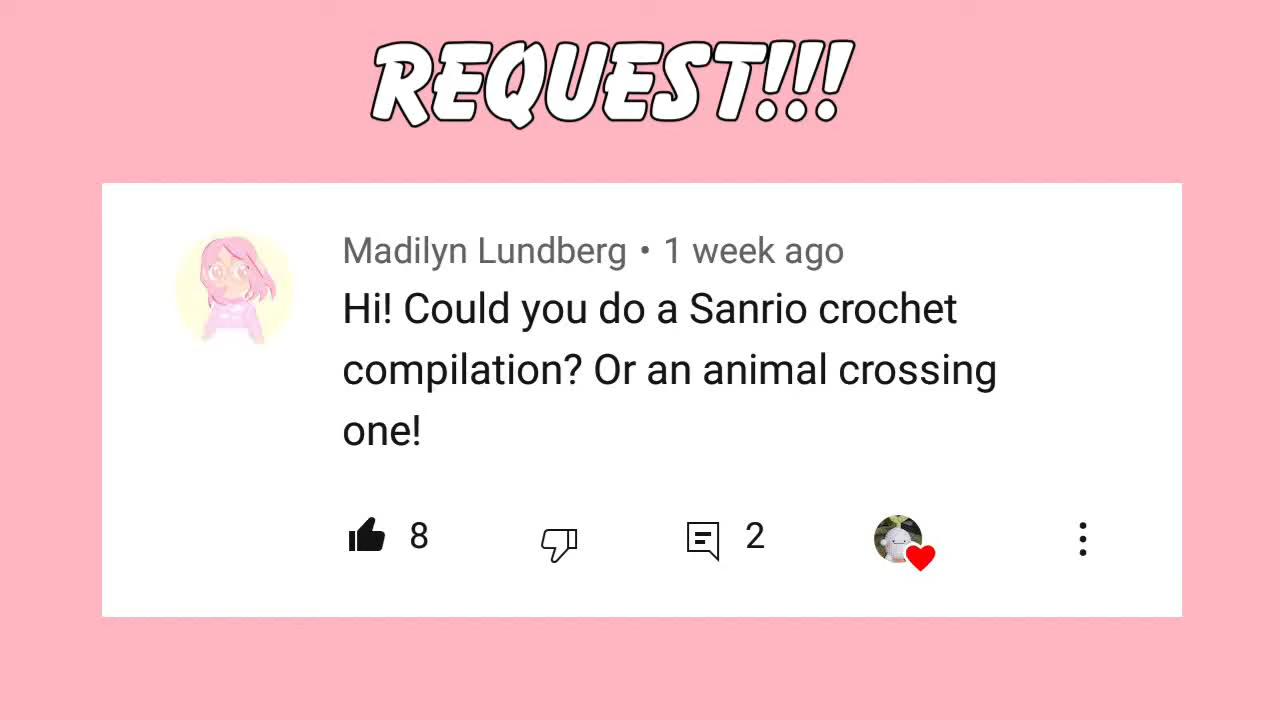 REQUEST!!!
Madilyn Lundberg • 1 week ago
Hi! Could you do a Sanrio crochet
compilation? Or an animal crossing
one!
8 2